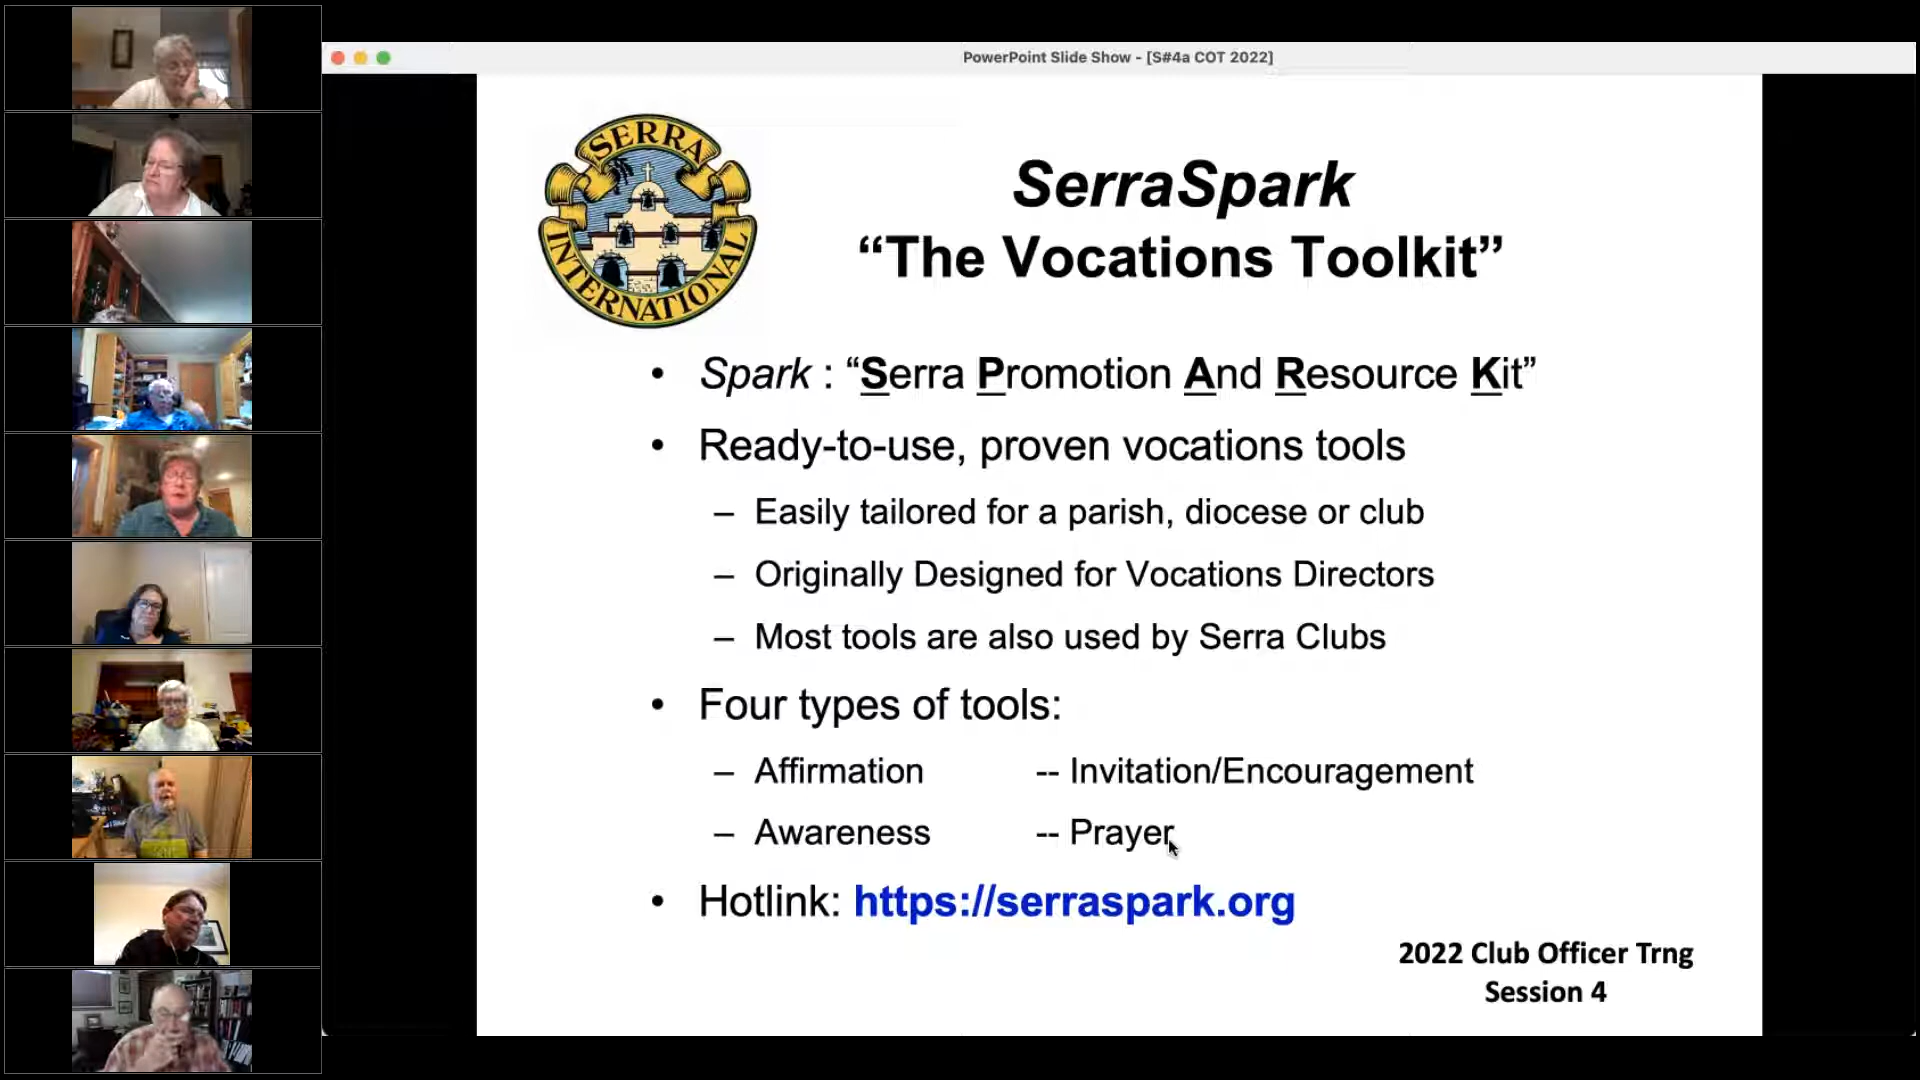 PowerPoint Slide Show - [S#4a COT 2022]
SERRA
INTERNATIONAL
SerraSpark
“The Vocations Toolkit”
• Spark : “Serra Promotion And Resource Kit”
• Ready-to-use, proven vocations tools
– Easily tailored for a parish, diocese or club
– Originally Designed for Vocations Directors
– Most tools are also used by Serra Clubs
• Four types of tools:
– Affirmation -- Invitation/Encouragement
– Awareness -- Prayer
• Hotlink: https://serraspark.org
2022 Club Officer Trng
Session 4